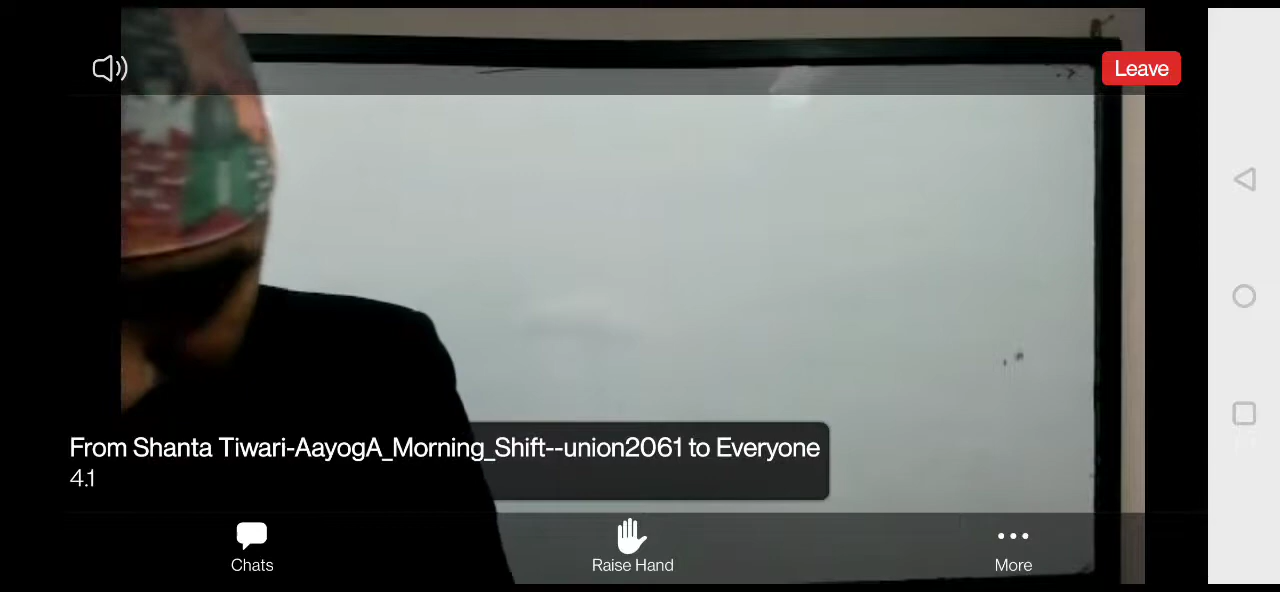 Leave
From Shanta Tiwari-AayogA_Morning_Shift--union2061 to Everyone
4.1
Chats
Raise Hand
More